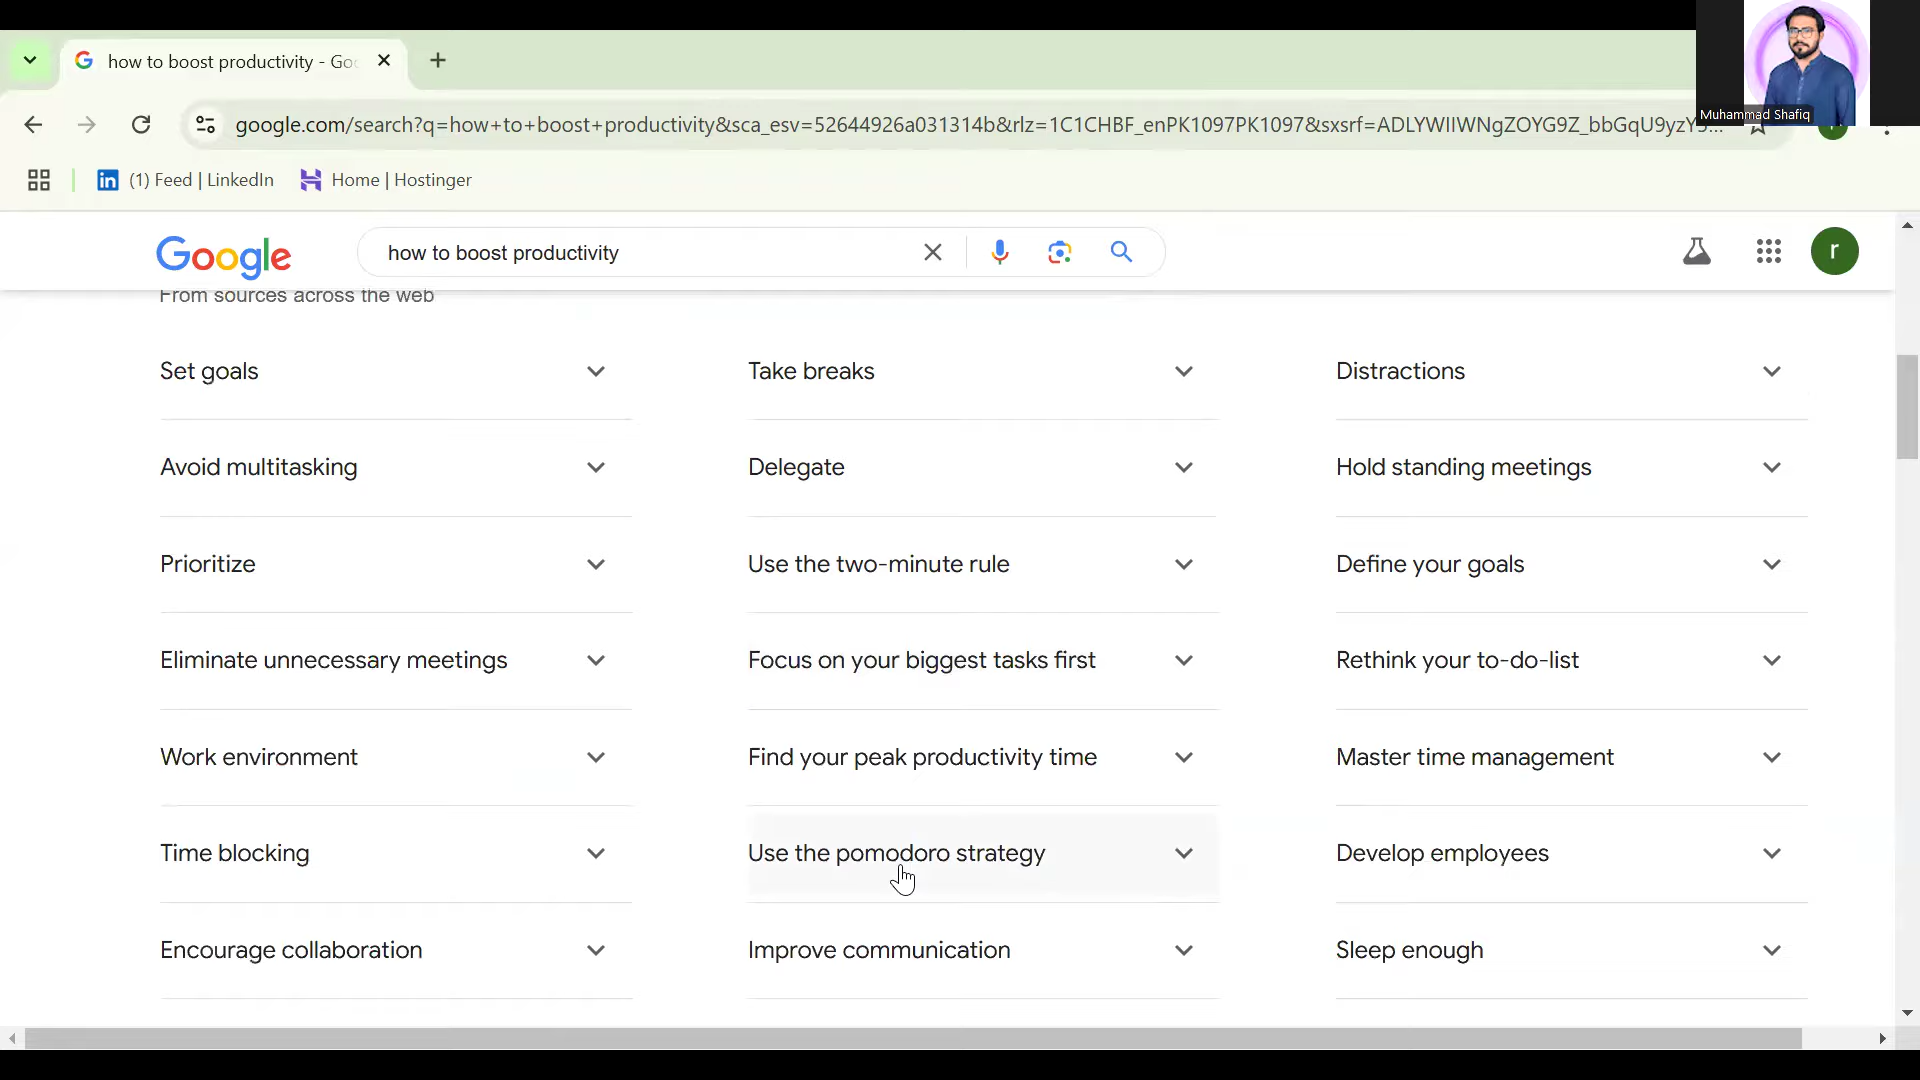 how to boost productivity - Goo
Muhammad Shafiq
google.com/search?q=how+to+boost+productivity&sca_esv=52644926a031314b&rlz=1C1CHBF_enPK1097PK1097&sxsrf=ADLYWIIWNgZOYG9Z_bbGqU9yzY5...
(1) Feed | LinkedIn
Home | Hostinger
Google
how to boost productivity
r
From sources across the web
Set goals
Take breaks
Distractions
Avoid multitasking
Delegate
Hold standing meetings
Prioritize
Use the two-minute rule
Define your goals
Eliminate unnecessary meetings
Focus on your biggest tasks first
Rethink your to-do-list
Work environment
Find your peak productivity time
Master time management
Time blocking
Use the pomodoro strategy
Develop employees
Encourage collaboration
Improve communication
Sleep enough